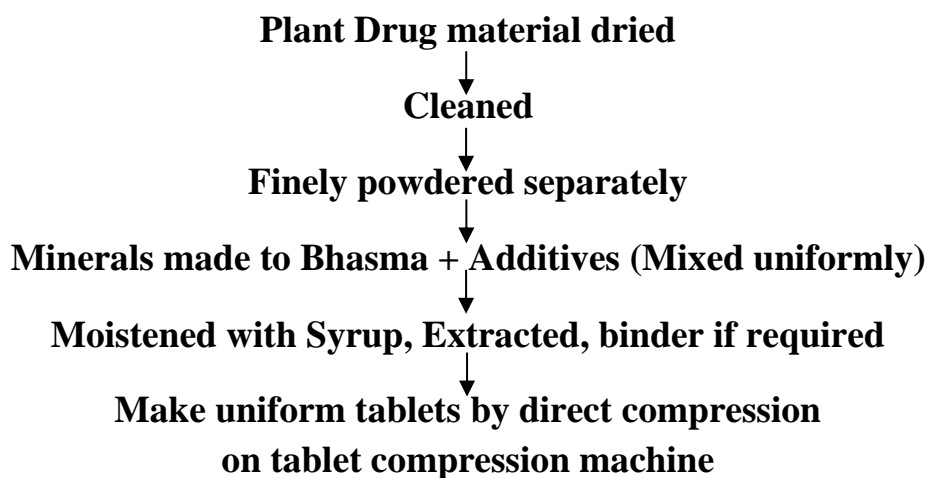 Plant Drug material dried
Cleaned
Finely powdered separately
Minerals made to Bhasma + Additives (Mixed uniformly)
Moistened with Syrup, Extracted, binder if required
Make uniform tablets by direct compression
on tablet compression machine